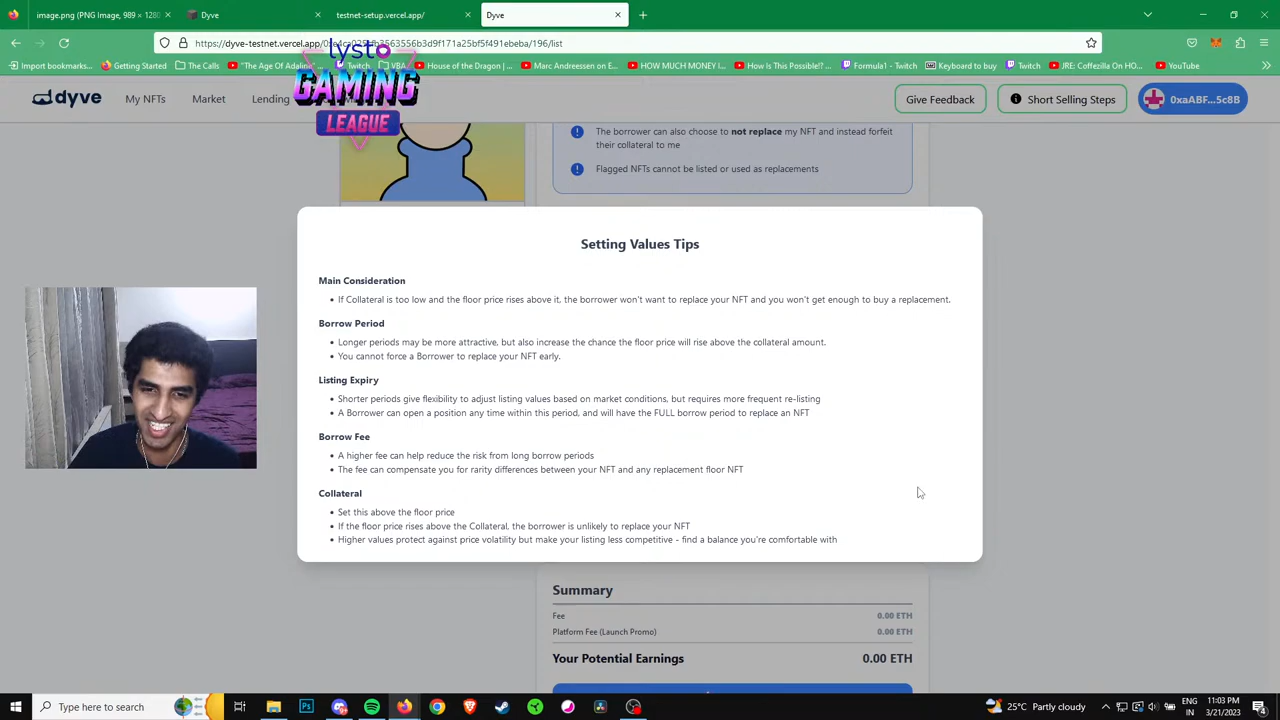 image.png (PNG Image, 989 × 1280
Dyve
testnet-setup.vercel.app/
Dyve
https://dyve-testnet.vercel.app/
3563556b3d9f171a25bf5f491ebeba/196/list
Import bookmarks...
Getting Started
The Calls
"The Age Of Adaline...
Twitch
VBA
House of the Dragon |...
Marc Andreessen on E...
HOW MUCH MONEY I...
How Is This Possible!? ...
Formula1 - Twitch
Keyboard to buy
Twitch
JRE: Coffezilla On HO...
YouTube
dyve
My NFTs
Market
Lending
Give Feedback
Short Selling Steps
0xaABF...5c8B
lysto
GAMING
LEAGUE
The borrower can also choose to not replace my NFT and instead forfeit
their collateral to me
Flagged NFTs cannot be listed or used as replacements
Setting Values Tips
Main Consideration
If Collateral is too low and the floor price rises above it, the borrower won't want to replace your NFT and you won't get enough to buy a replacement.
Borrow Period
Longer periods may be more attractive, but also increase the chance the floor price will rise above the collateral amount.
You cannot force a Borrower to replace your NFT early.
Listing Expiry
Shorter periods give flexibility to adjust listing values based on market conditions, but requires more frequent re-listing
A Borrower can open a position any time within this period, and will have the FULL borrow period to replace an NFT
Borrow Fee
A higher fee can help reduce the risk from long borrow periods
The fee can compensate you for rarity differences between your NFT and any replacement floor NFT
Collateral
Set this above the floor price
If the floor price rises above the Collateral, the borrower is unlikely to replace your NFT
Higher values protect against price volatility but make your listing less competitive - find a balance you're comfortable with
Summary
Fee
0.00 ETH
Platform Fee (Launch Promo)
0.00 ETH
Your Potential Earnings
0.00 ETH
Type here to search
25°C Partly cloudy
ENG
IN
11:03 PM
3/21/2023